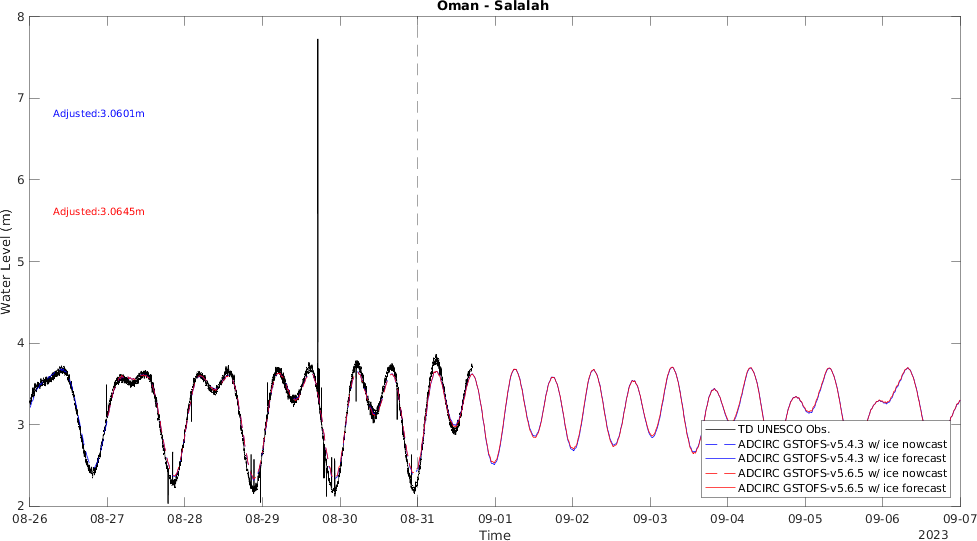 Oman - Salalah
8
7
6
5
4
3
2
Water Level (m)
Adjusted:3.0601m
Adjusted:3.0645m
TD UNESCO Obs.
ADCIRC GSTOFS-v5.4.3 w/ ice nowcast
ADCIRC GSTOFS-v5.4.3 w/ ice forecast
ADCIRC GSTOFS-v5.6.5 w/ ice nowcast
ADCIRC GSTOFS-v5.6.5 w/ ice forecast
08-26 08-27 08-28 08-29 08-30 08-31 09-01 09-02 09-03 09-04 09-05 09-06 09-07
Time
2023